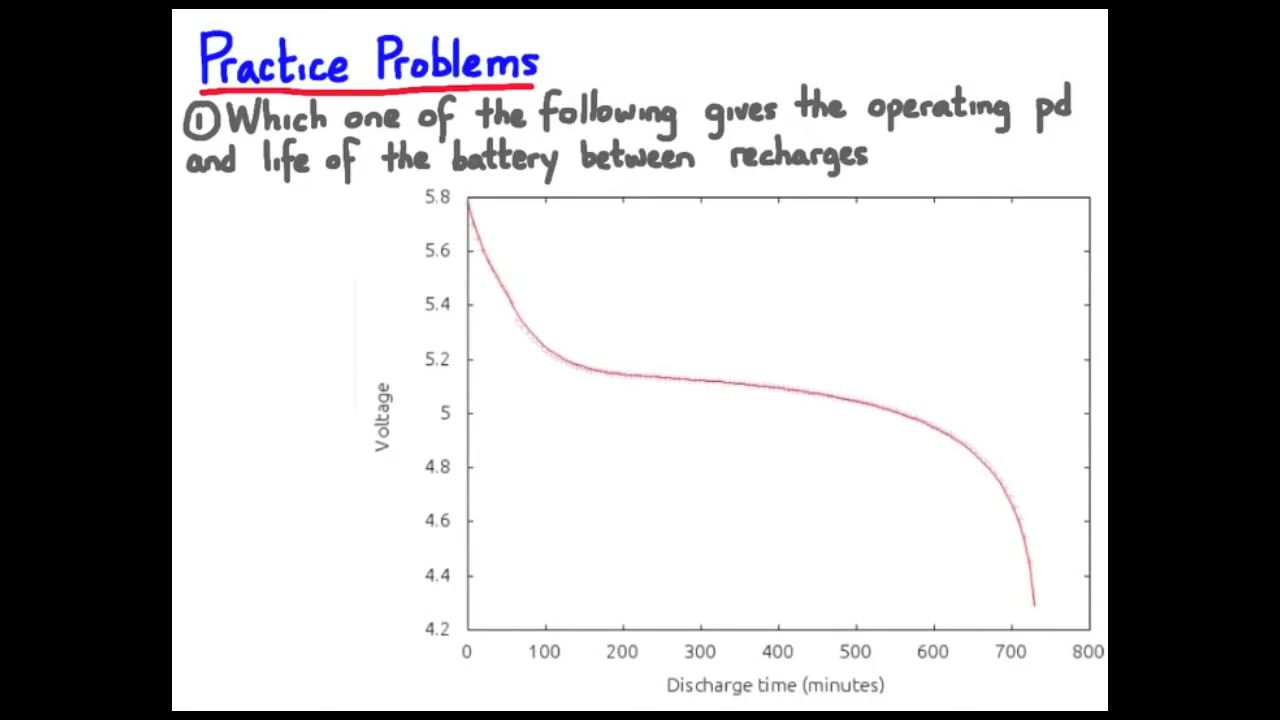 Practice Problems
① Which one of the following gives the operating pd
and life of the battery between recharges
5.8
5.6
5.4
5.2
5
4.8
4.6
4.4
4.2
Voltage
0 100 200 300 400 500 600 700 800
Discharge time (minutes)